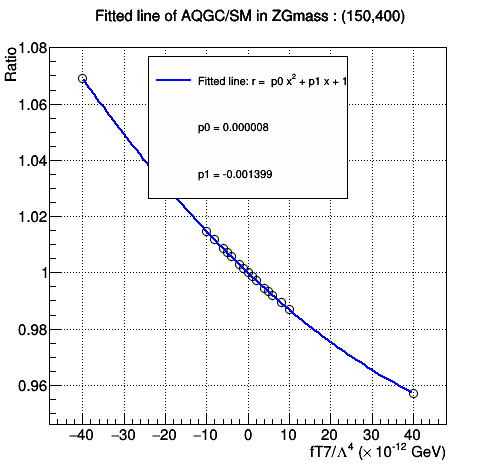 Fitted line of AQGC/SM in ZGmass : (150,400)
Ratio
1.08
1.06
1.04
1.02
1
0.98
0.96
Fitted line: r = p0 x² + p1 x + 1
p0 = 0.000008
p1 = -0.001399
−40 −30 −20 −10 0 10 20 30 40
fT7/Λ⁴ (× 10⁻¹² GeV)